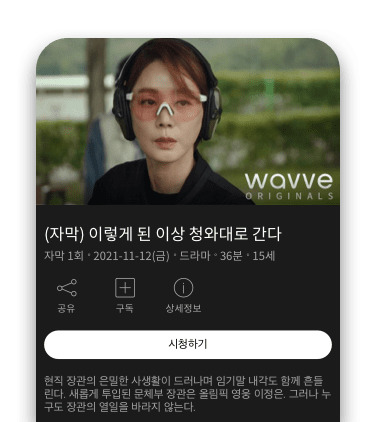 wavve
ORIGINALS
(자막) 이렇게 된 이상 청와대로 간다
자막 1회 · 2021-11-12(금) · 드라마 · 36분 · 15세
공유 구독 상세정보
시청하기
현직 장관의 은밀한 사생활이 드러나며 임기말 내각도 함께 흔들
린다. 새롭게 투입된 문체부 장관은 올림픽 영웅 이정은. 그러나 누
구도 장관의 열일을 바라지 않는다.